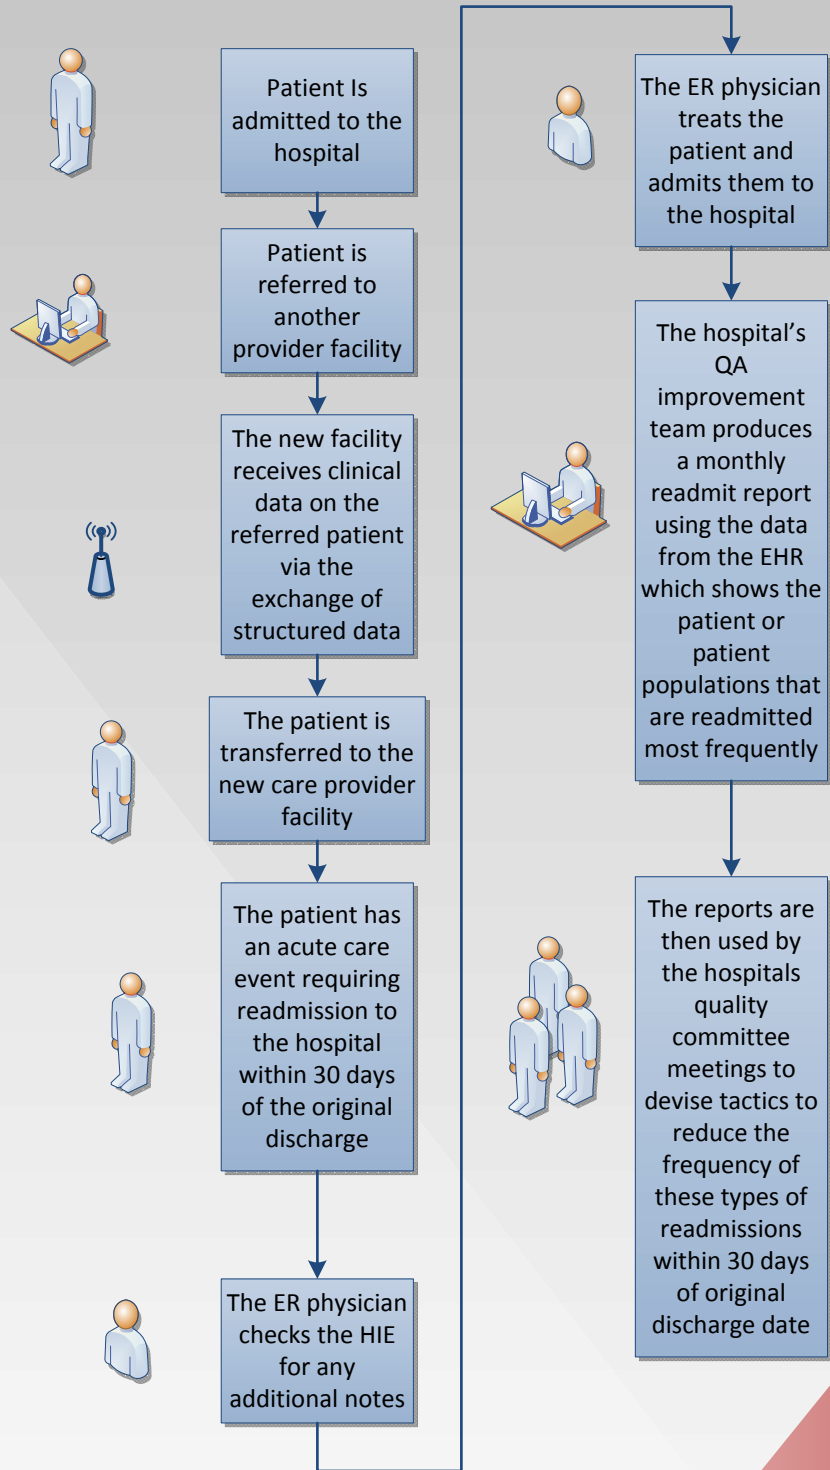 Patient Is
admitted to the
hospital
Patient is
referred to
another
provider facility
The new facility
receives clinical
data on the
referred patient
via the
exchange of
structured data
The patient is
transferred to the
new care provider
facility
The patient has
an acute care
event requiring
readmission to
the hospital
within 30 days
of the original
discharge
The ER physician
checks the HIE
for any
additional notes
The ER physician
treats the
patient and
admits them to
the hospital
The hospital’s
QA
improvement
team produces
a monthly
readmit report
using the data
from the EHR
which shows the
patient or
patient
populations that
are readmitted
most frequently
The reports are
then used by
the hospitals
quality
committee
meetings to
devise tactics to
reduce the
frequency of
these types of
readmissions
within 30 days
of original
discharge date